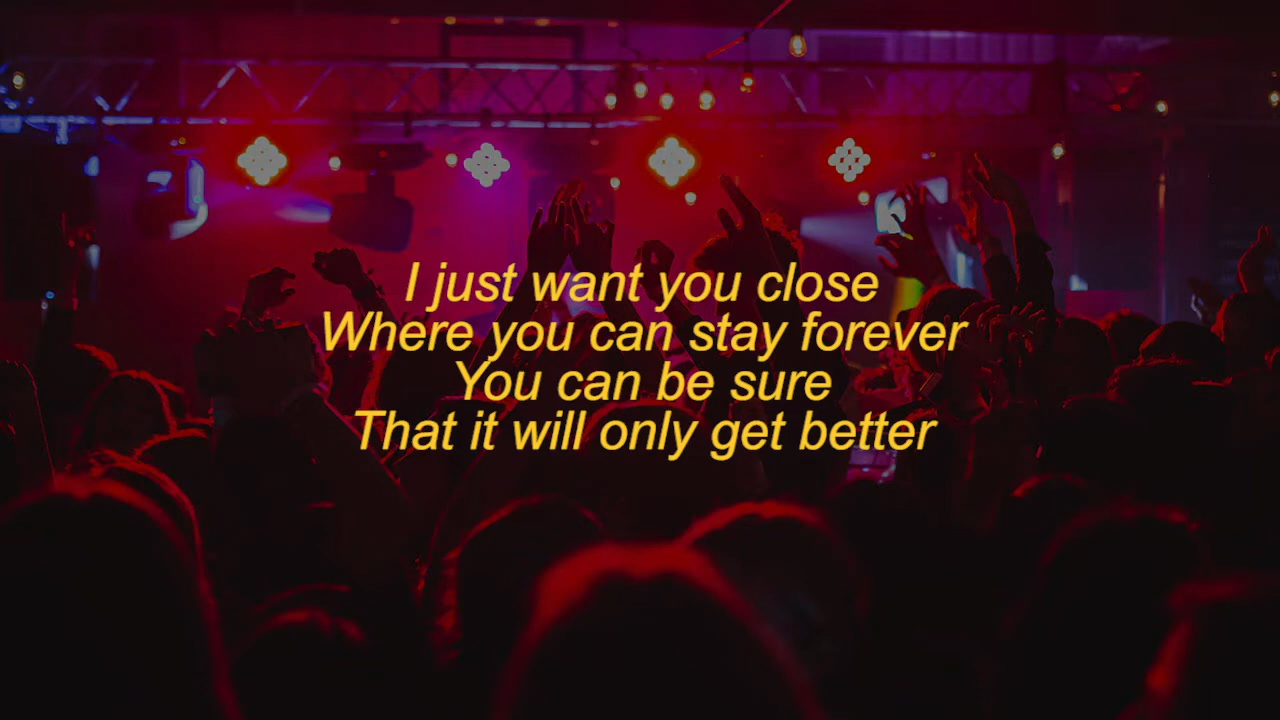 I just want you close
Where you can stay forever
You can be sure
That it will only get better